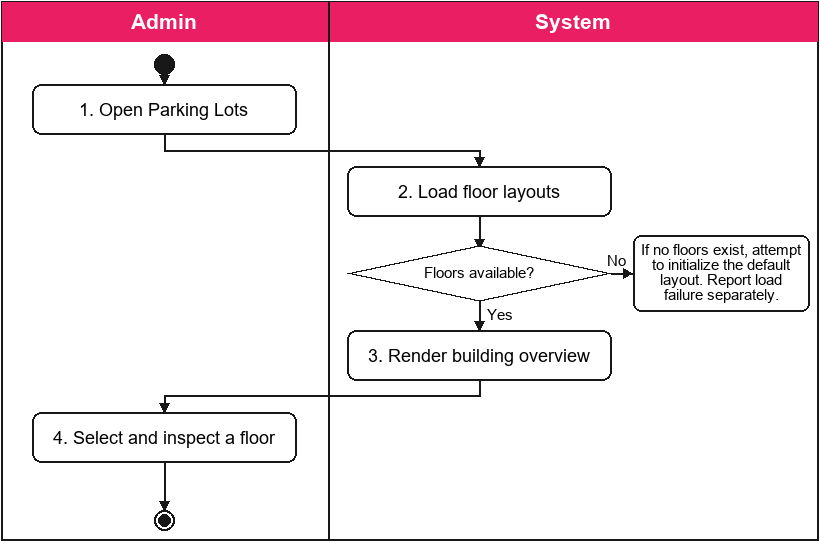 Admin
System
1. Open Parking Lots
2. Load floor layouts
Floors available?
No
If no floors exist, attempt
to initialize the default
layout. Report load
failure separately.
Yes
3. Render building overview
4. Select and inspect a floor